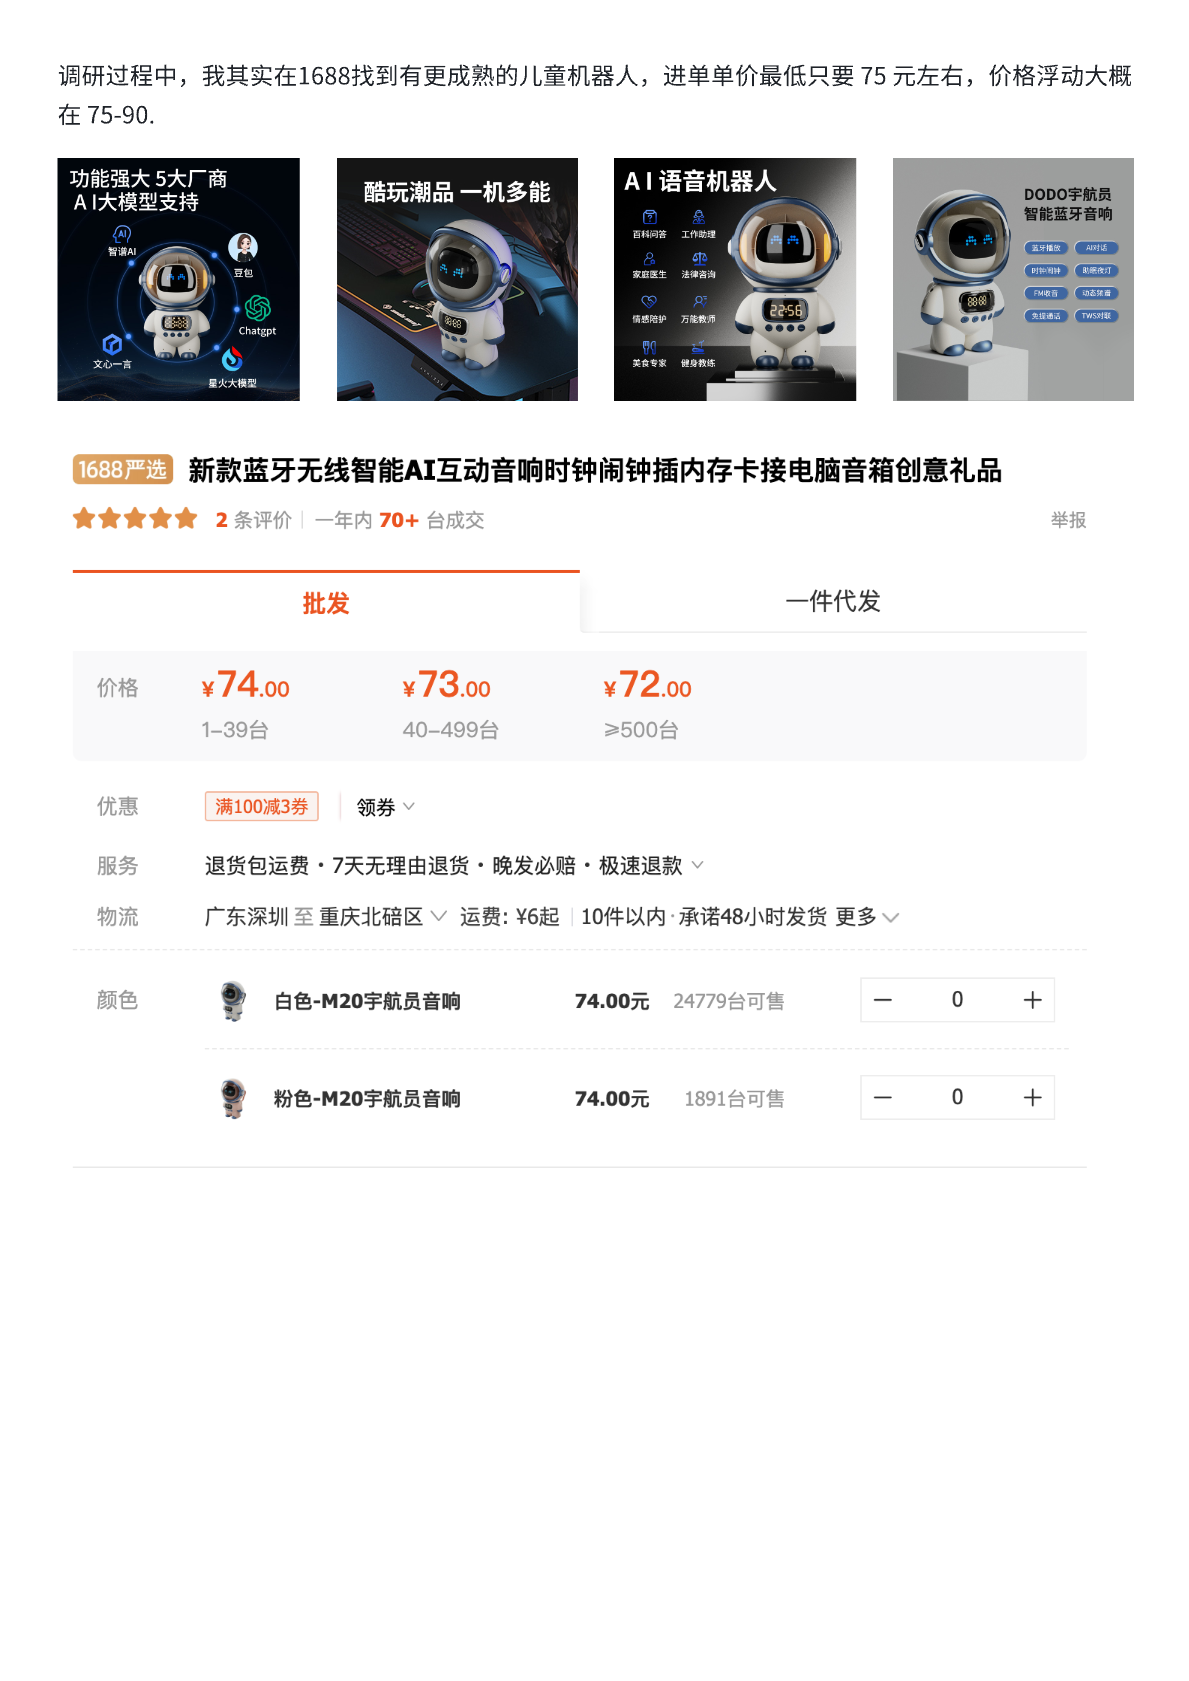 调研过程中，我其实在1688找到有更成熟的儿童机器人，进单单价最低只要 75 元左右，价格浮动大概
在 75-90.
功能强大 5大厂商
AI大模型支持
智谱AI
豆包
Chatgpt
文心一言
星火大模型
酷玩潮品 一机多能
AI语音机器人
百科问答 工作助理
家庭医生 法律咨询
情感陪护 万能教师
美食专家 健身教练
22:56
DODO宇航员
智能蓝牙音响
蓝牙播放 AI对话
时钟闹钟 助眠夜灯
FM收音 动态频谱
免提通话 TWS对联
1688严选 新款蓝牙无线智能AI互动音响时钟闹钟插内存卡接电脑音箱创意礼品
2 条评价 一年内 70+ 台成交 举报
批发 一件代发
价格 ¥74.00 ¥73.00 ¥72.00
1-39台 40-499台 ≥500台
优惠 满100减3券 领券
服务 退货包运费·7天无理由退货·晚发必赔·极速退款
物流 广东深圳 至 重庆北碚区 运费: ¥6起 10件以内·承诺48小时发货 更多
颜色 白色-M20宇航员音响 74.00元 24779台可售 0
粉色-M20宇航员音响 74.00元 1891台可售 0